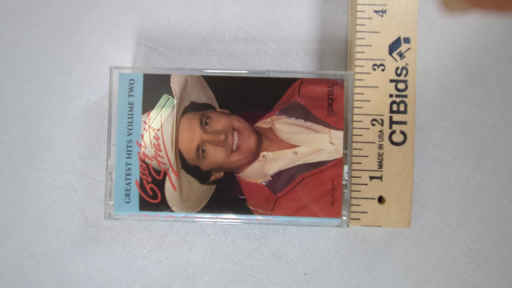 GREATEST HITS VOLUME TWO
George
Strait
1
MADE IN USA
2
3
4
CTBids